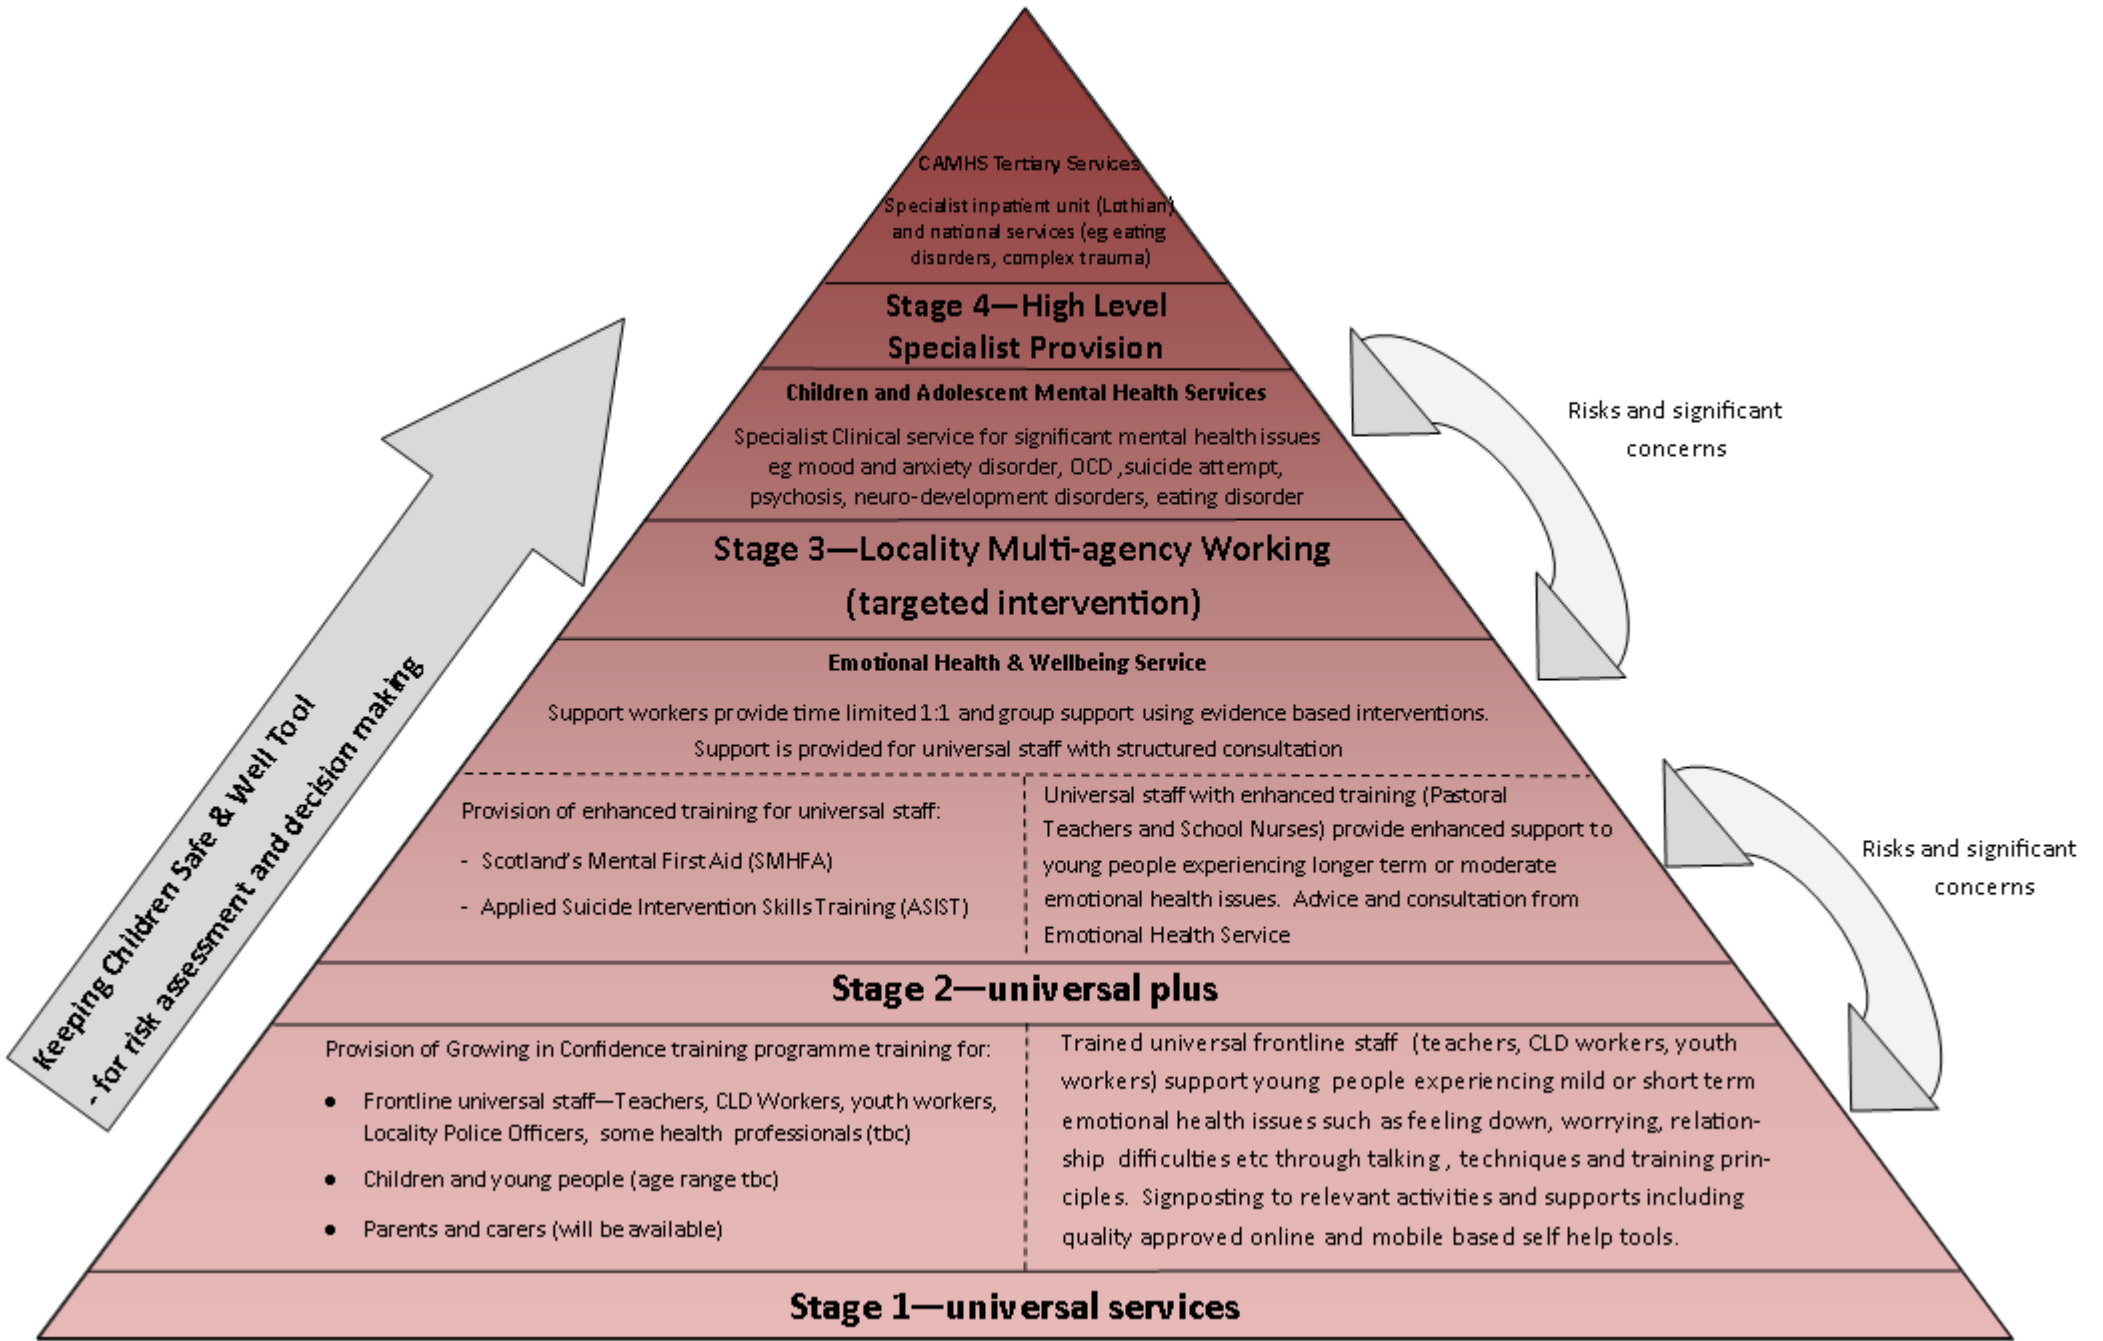 CAMHS Tertiary Services
Specialist inpatient unit (Lothian)
and national services (eg eating
disorders, complex trauma)
Stage 4—High Level
Specialist Provision
Children and Adolescent Mental Health Services
Specialist Clinical service for significant mental health issues
eg mood and anxiety disorder, OCD ,suicide attempt,
psychosis, neuro-development disorders, eating disorder
Risks and significant
concerns
Stage 3—Locality Multi-agency Working
(targeted intervention)
Emotional Health & Wellbeing Service
Support workers provide time limited 1:1 and group support using evidence based interventions.
Support is provided for universal staff with structured consultation
Keeping Children Safe & Well Tool
- for risk assessment and decision making
Provision of enhanced training for universal staff:
- Scotland's Mental First Aid (SMHFA)
- Applied Suicide Intervention Skills Training (ASIST)
Universal staff with enhanced training (Pastoral
Teachers and School Nurses) provide enhanced support to
young people experiencing longer term or moderate
emotional health issues. Advice and consultation from
Emotional Health Service
Risks and significant
concerns
Stage 2—universal plus
Provision of Growing in Confidence training programme training for:
● Frontline universal staff—Teachers, CLD Workers, youth workers,
Locality Police Officers, some health professionals (tbc)
● Children and young people (age range tbc)
● Parents and carers (will be available)
Trained universal frontline staff (teachers, CLD workers, youth
workers) support young people experiencing mild or short term
emotional health issues such as feeling down, worrying, relation-
ship difficulties etc through talking , techniques and training prin-
ciples. Signposting to relevant activities and supports including
quality approved online and mobile based self help tools.
Stage 1—universal services